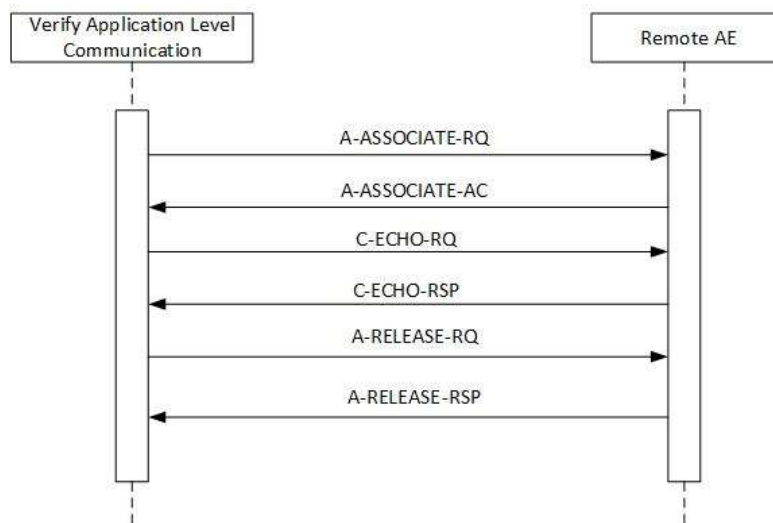 Verify Application Level
Communication
Remote AE
A-ASSOCIATE-RQ
A-ASSOCIATE-AC
C-ECHO-RQ
C-ECHO-RSP
A-RELEASE-RQ
A-RELEASE-RSP